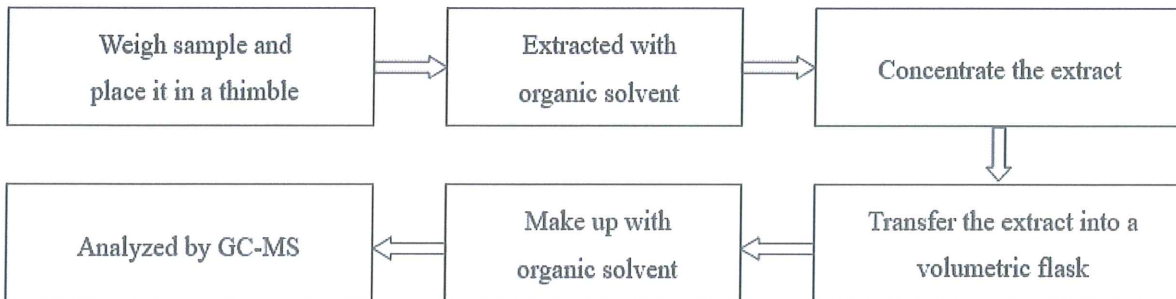 Weigh sample and
place it in a thimble
Extracted with
organic solvent
Concentrate the extract
Transfer the extract into a
volumetric flask
Make up with
organic solvent
Analyzed by GC-MS